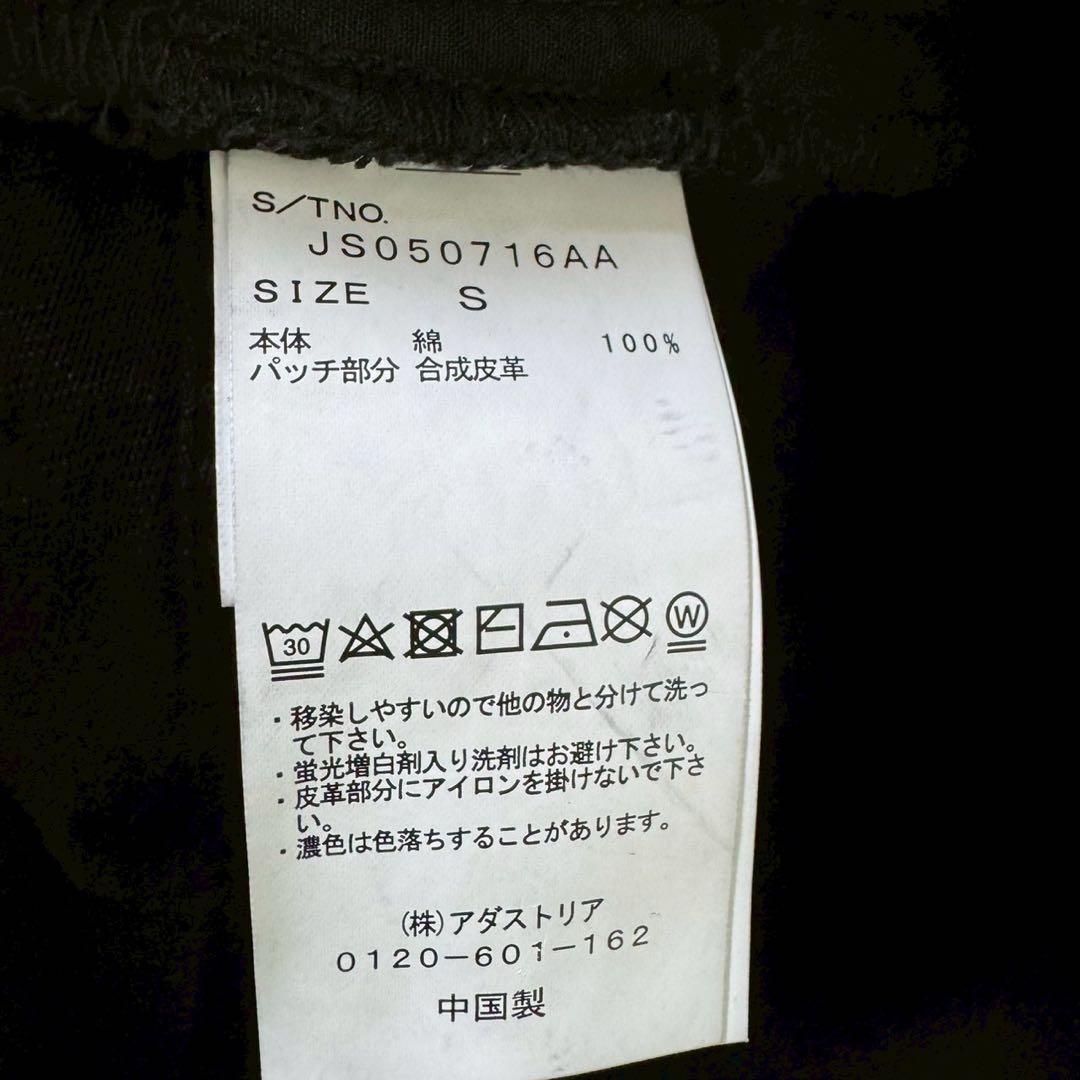 S/TNO.
JS050716AA
SIZE S
本体 綿 100%
パッチ部分 合成皮革
30 W
・移染しやすいので他の物と分けて洗っ
て下さい。
・蛍光増白剤入り洗剤はお避け下さい。
・皮革部分にアイロンを掛けないで下さ
い。
・濃色は色落ちすることがあります。
(株)アダストリア
0120-601-162
中国製